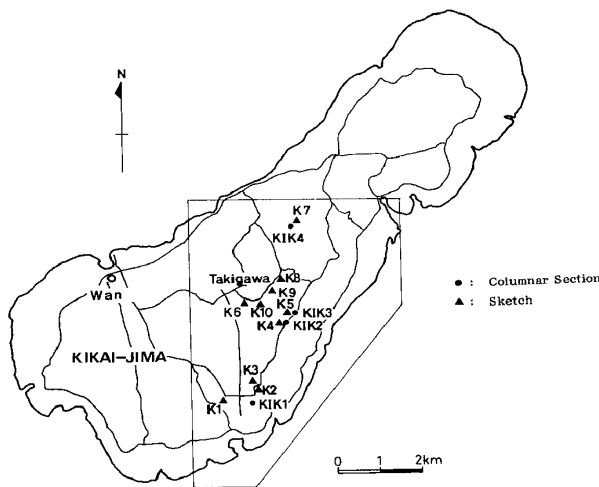 N
K7
KIK4
Takigawa
K8
K9
Wan
K6
K10
K5
KIK3
K4
KIK2
KIKAI-JIMA
K3
K2
K1
KIK1
● : Columnar Section
▲ : Sketch
0 1 2km